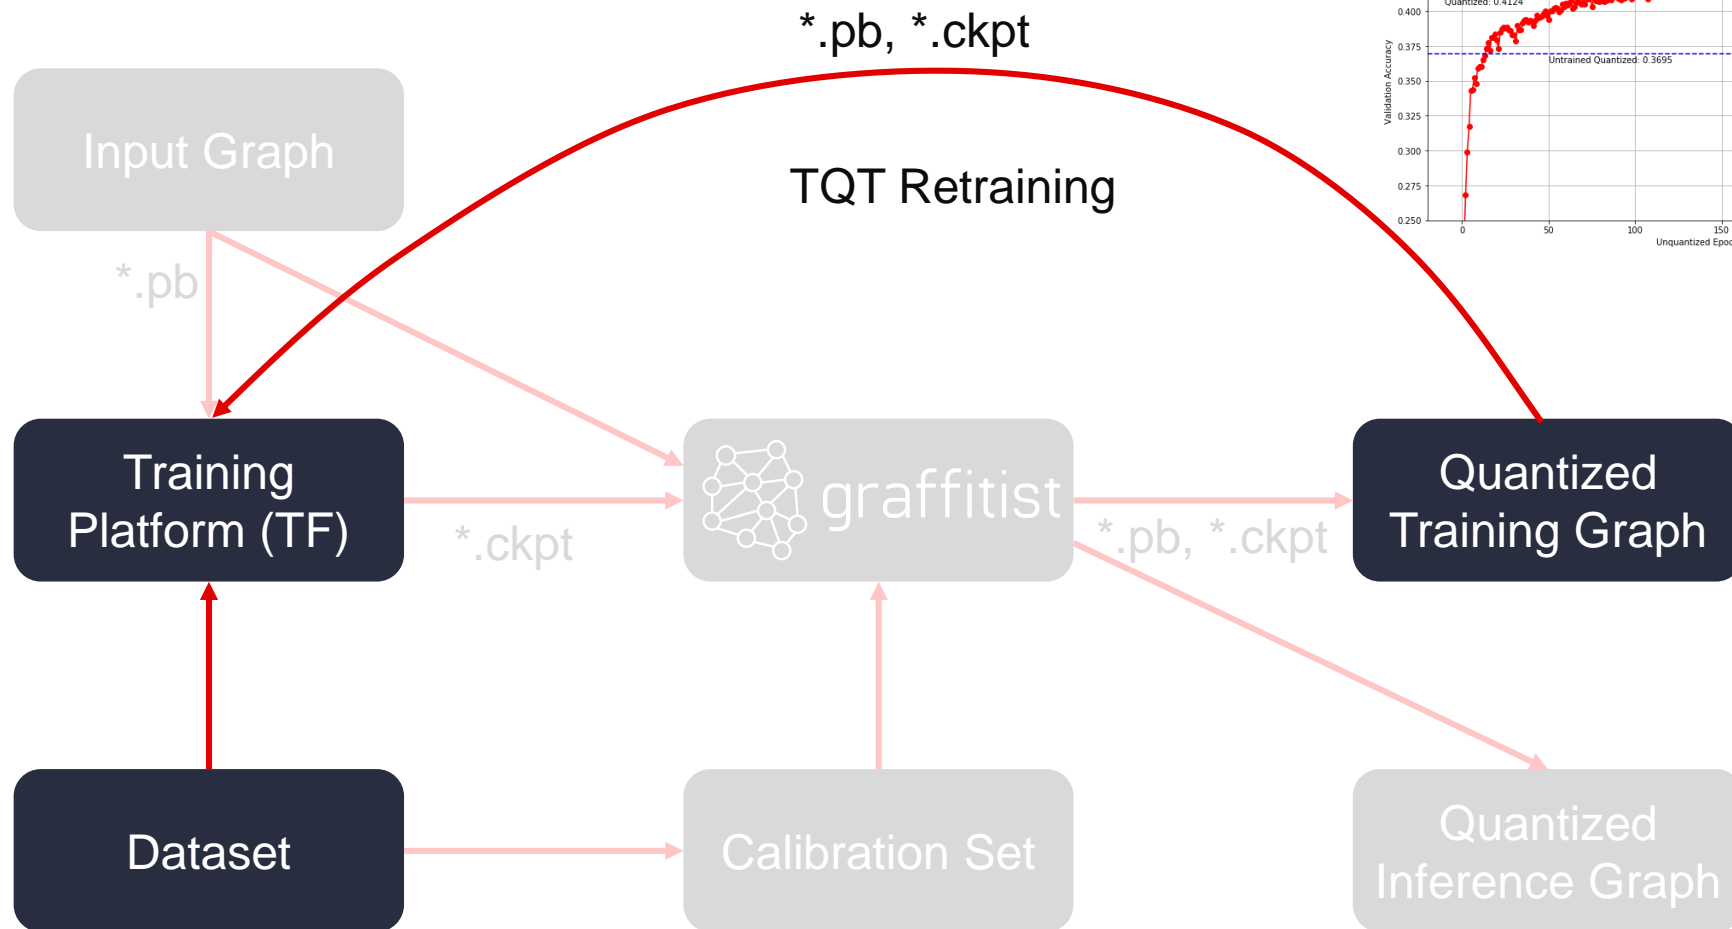 *.pb, *.ckpt
Quantized: 0.4124
0.400
0.375
0.350
0.325
0.300
0.275
0.250
Validation Accuracy
Untrained Quantized: 0.3695
0
50
100
150
Input Graph
TQT Retraining
*.pb
Training
Platform (TF)
*.ckpt
graffitist
*.pb, *.ckpt
Quantized
Training Graph
Dataset
Calibration Set
Quantized
Inference Graph